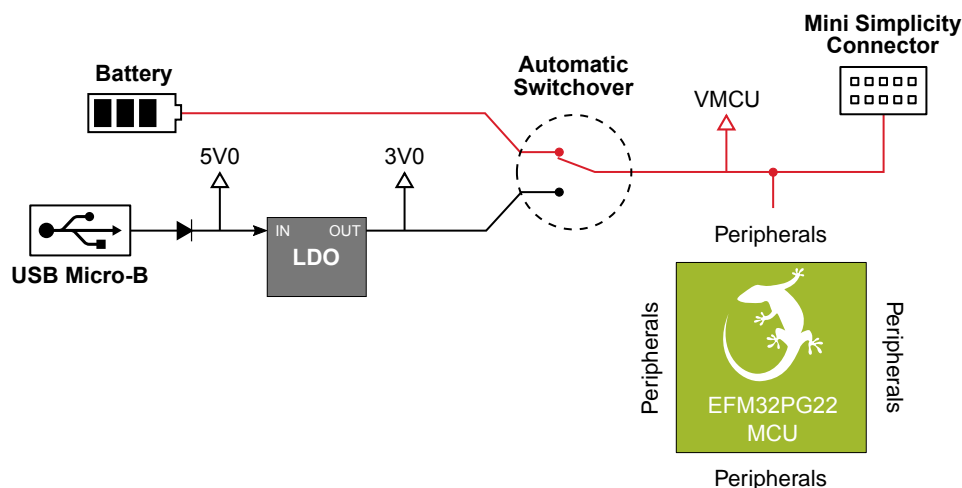 Mini Simplicity
Connector
Automatic
Switchover
Battery
VMCU
5V0
3V0
IN
OUT
LDO
USB Micro-B
Peripherals
Peripherals
Peripherals
EFM32PG22
MCU
Peripherals